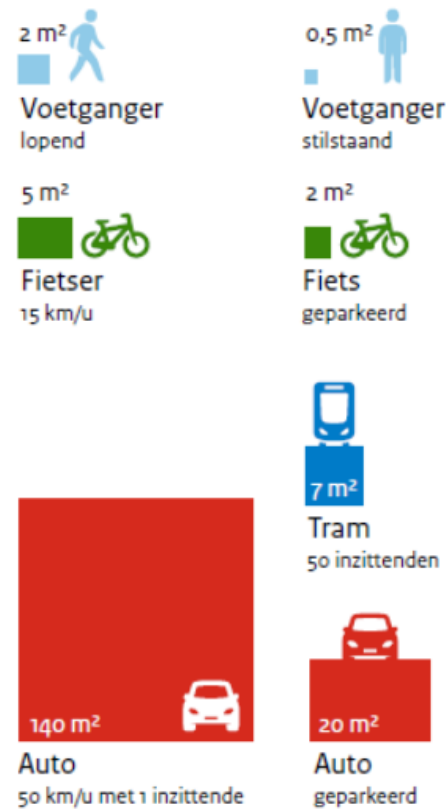 2 m²
Voetganger
lopend
0,5 m²
Voetganger
stilstaand
5 m²
Fietser
15 km/u
2 m²
Fiets
geparkeerd
7 m²
Tram
50 inzittenden
140 m²
Auto
50 km/u met 1 inzittende
20 m²
Auto
geparkeerd